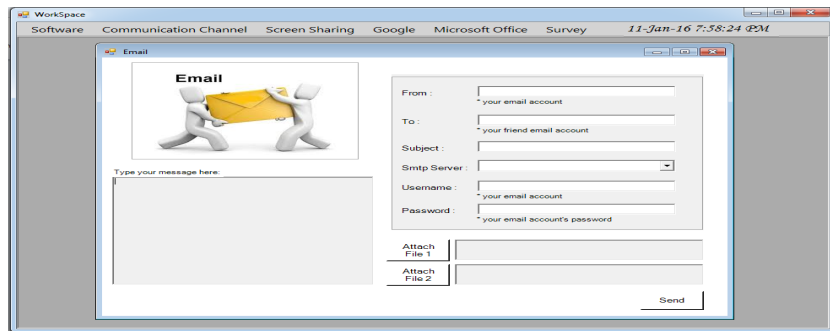 WorkSpace
Software Communication Channel Screen Sharing Google Microsoft Office Survey 11-Jan-16 7:58:24 PM
Email
Email
From :
* your email account
To :
* your friend email account
Subject :
Smtp Server :
Username :
* your email account
Password :
* your email account's password
Type your message here:
Attach
File 1
Attach
File 2
Send